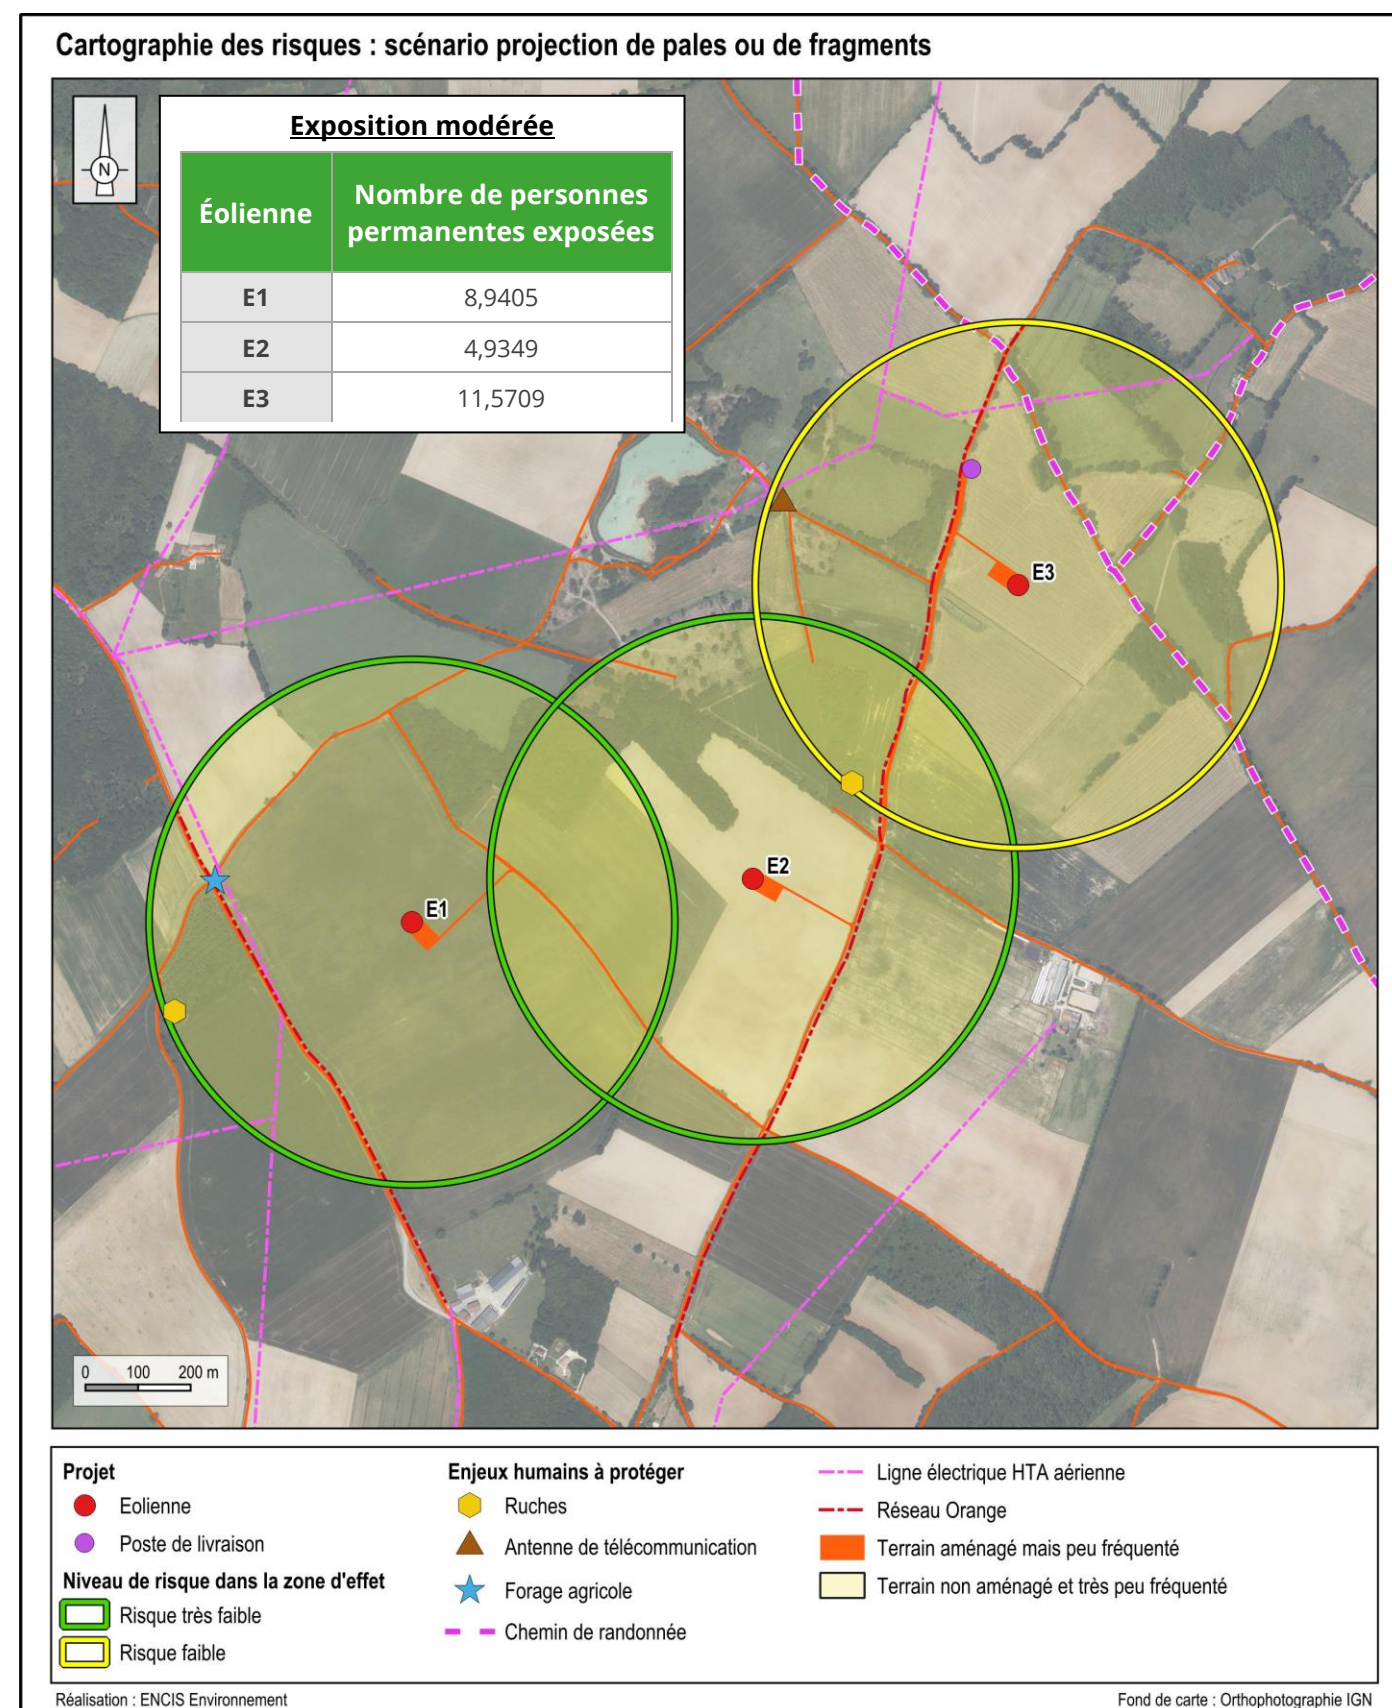 Cartographie des risques : scénario projection de pales ou de fragments
N
Exposition modérée
Éolienne
Nombre de personnes
permanentes exposées
E1
8,9405
E2
4,9349
E3
11,5709
E3
E2
E1
0 100 200 m
Projet
Eolienne
Poste de livraison
Niveau de risque dans la zone d'effet
Risque très faible
Risque faible
Enjeux humains à protéger
Ruches
Antenne de télécommunication
Forage agricole
Chemin de randonnée
Ligne électrique HTA aérienne
Réseau Orange
Terrain aménagé mais peu fréquenté
Terrain non aménagé et très peu fréquenté
Réalisation : ENCIS Environnement
Fond de carte : Orthophotographie IGN